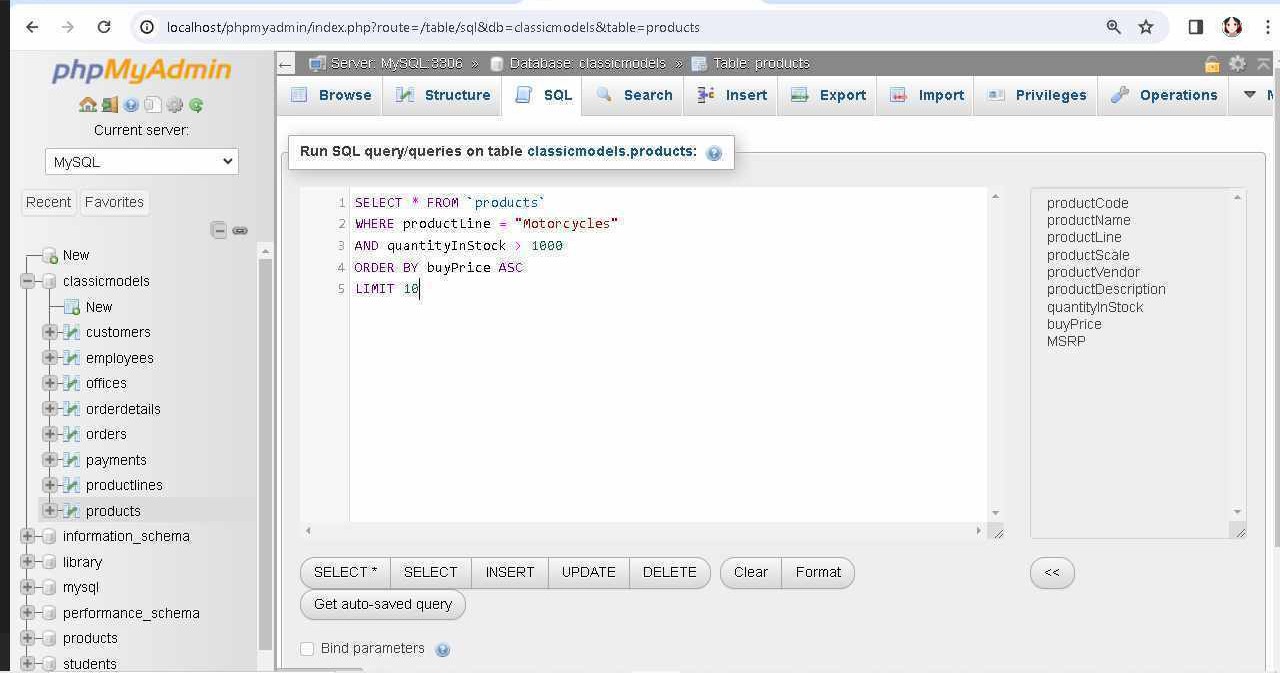 localhost/phpmyadmin/index.php?route=/table/sql&db=classicmodels&table=products
phpMyAdmin
Current server:
MySQL
Recent Favorites
New
classicmodels
New
customers
employees
offices
orderdetails
orders
payments
productlines
products
information_schema
library
mysql
performance_schema
products
students
Server: MySQL:3306 » Database: classicmodels » Table: products
Browse Structure SQL Search Insert Export Import Privileges Operations
Run SQL query/queries on table classicmodels.products:
1 SELECT * FROM `products`
2 WHERE productLine = "Motorcycles"
3 AND quantityInStock > 1000
4 ORDER BY buyPrice ASC
5 LIMIT 10
productCode
productName
productLine
productScale
productVendor
productDescription
quantityInStock
buyPrice
MSRP
SELECT* SELECT INSERT UPDATE DELETE Clear Format <<
Get auto-saved query
Bind parameters